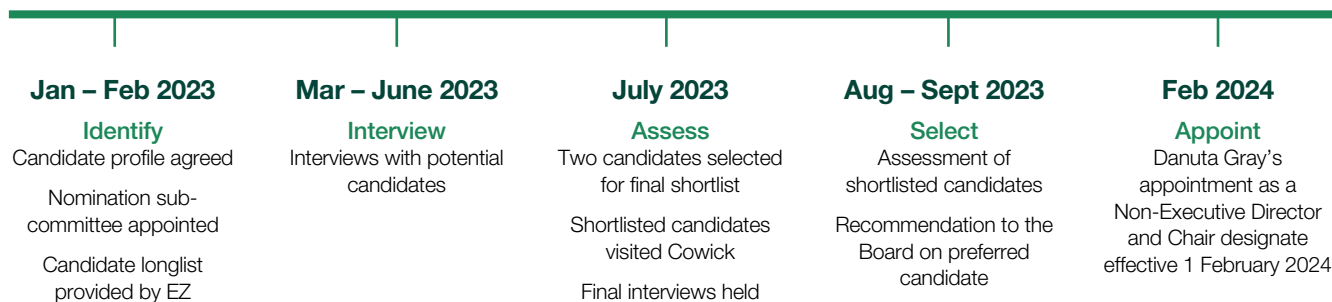 Jan – Feb 2023
Identify
Candidate profile agreed
Nomination sub-
committee appointed
Candidate longlist
provided by EZ
Mar – June 2023
Interview
Interviews with potential
candidates
July 2023
Assess
Two candidates selected
for final shortlist
Shortlisted candidates
visited Cowick
Final interviews held
Aug – Sept 2023
Select
Assessment of
shortlisted candidates
Recommendation to the
Board on preferred
candidate
Feb 2024
Appoint
Danuta Gray’s
appointment as a
Non-Executive Director
and Chair designate
effective 1 February 2024